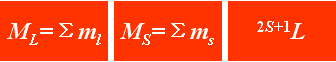 M_L = Σ m_l
M_S = Σ m_s
^{2S+1}L